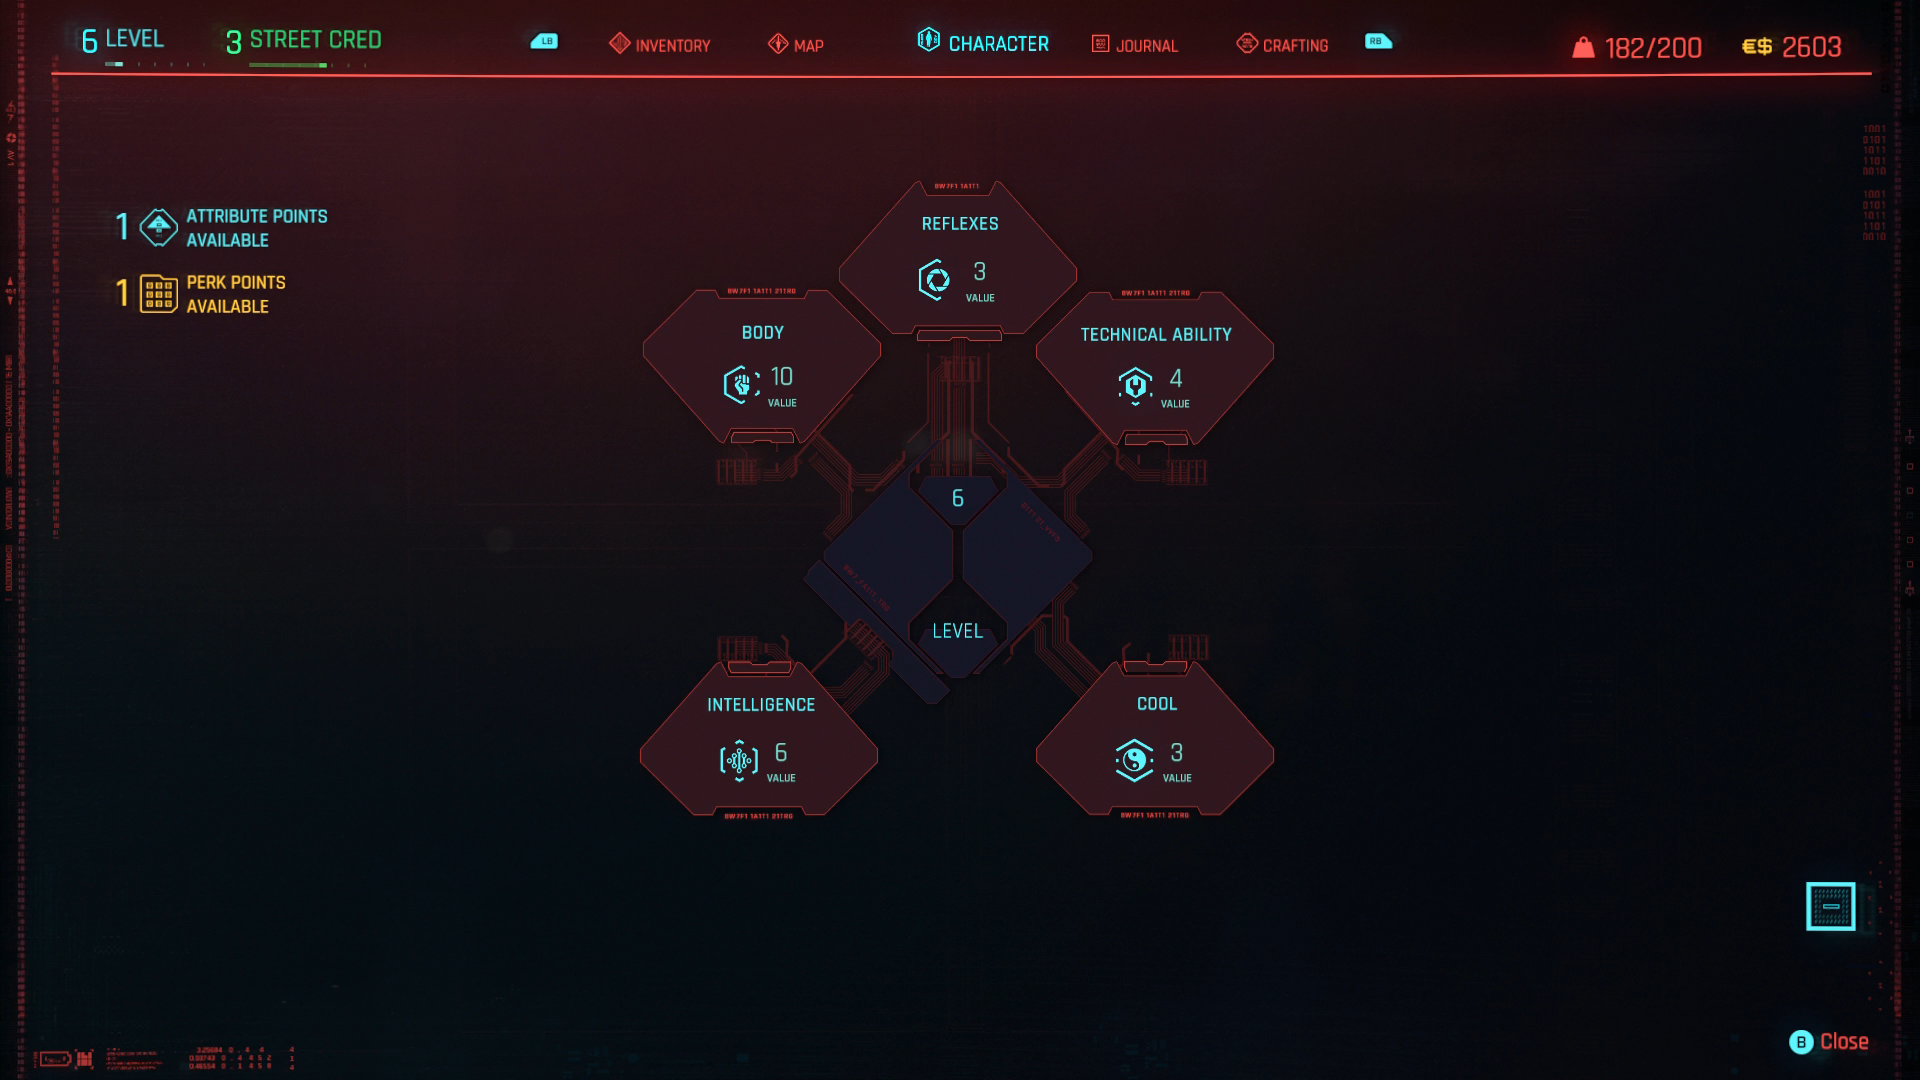 6 LEVEL
3 STREET CRED
LB
INVENTORY
MAP
CHARACTER
JOURNAL
CRAFTING
RB
182/200
€$ 2603
1 ATTRIBUTE POINTS
AVAILABLE
1 PERK POINTS
AVAILABLE
REFLEXES
3
VALUE
BODY
10
VALUE
TECHNICAL ABILITY
4
VALUE
6
LEVEL
INTELLIGENCE
6
VALUE
COOL
3
VALUE
B Close